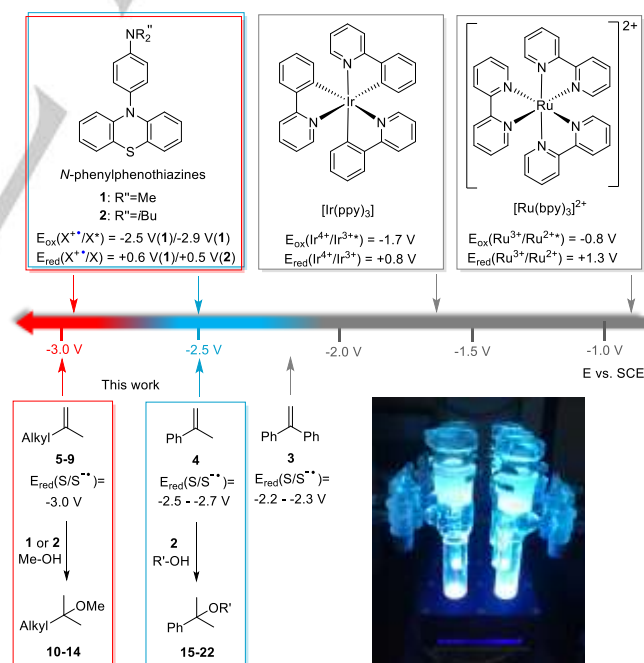 NR2"
N
S
N-phenylphenothiazines
1: R"=Me
2: R"=iBu
Eox(X+•/X*) = -2.5 V(1)/-2.9 V(1)
Ered(X+•/X) = +0.6 V(1)/+0.5 V(2)
N
Ir
N
N
[Ir(ppy)3]
Eox(Ir4+/Ir3+*) = -1.7 V
Ered(Ir4+/Ir3+) = +0.8 V
2+
N
N
N
Ru
N
N
N
[Ru(bpy)3]2+
Eox(Ru3+/Ru2+*) = -0.8 V
Ered(Ru3+/Ru2+) = +1.3 V
-3.0 V
-2.5 V
-2.0 V
-1.5 V
-1.0 V
E vs. SCE
This work
Alkyl
5-9
Ered(S/S−•)=
-3.0 V
1 or 2
Me-OH
OMe
Alkyl
10-14
Ph
4
Ered(S/S−•)=
-2.5 - -2.7 V
2
R'-OH
OR'
Ph
15-22
Ph
Ph
3
Ered(S/S−•)=
-2.2 - -2.3 V